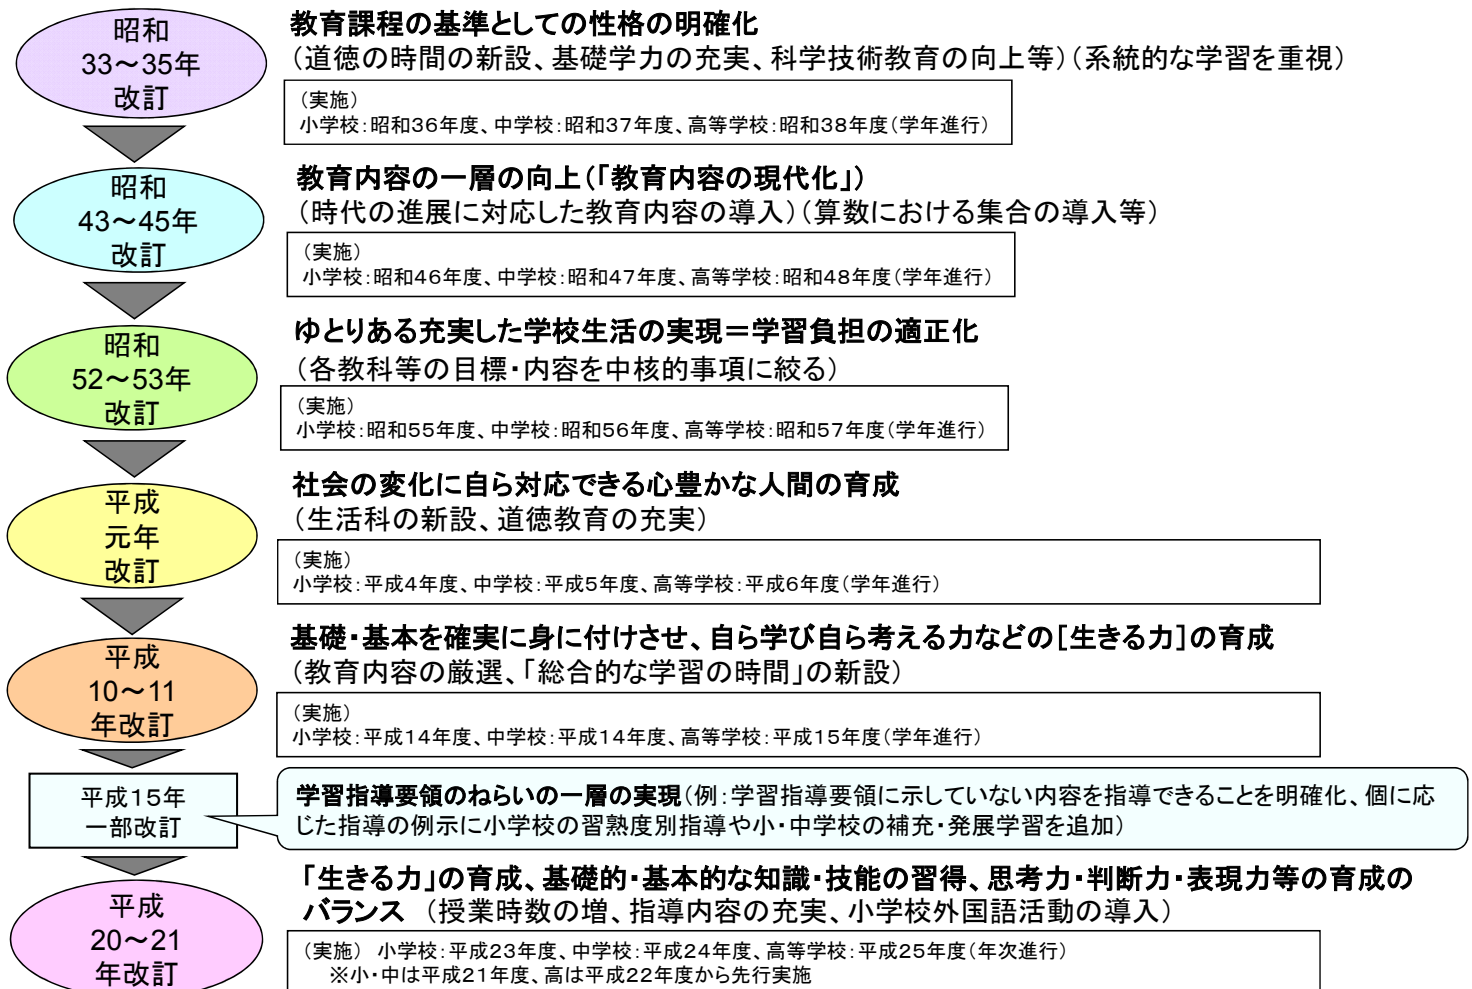 昭和
33～35年
改訂
教育課程の基準としての性格の明確化
（道徳の時間の新設、基礎学力の充実、科学技術教育の向上等）（系統的な学習を重視）
（実施）
小学校：昭和36年度、中学校：昭和37年度、高等学校：昭和38年度（学年進行）
昭和
43～45年
改訂
教育内容の一層の向上（「教育内容の現代化」）
（時代の進展に対応した教育内容の導入）（算数における集合の導入等）
（実施）
小学校：昭和46年度、中学校：昭和47年度、高等学校：昭和48年度（学年進行）
昭和
52～53年
改訂
ゆとりある充実した学校生活の実現＝学習負担の適正化
（各教科等の目標・内容を中核的事項に絞る）
（実施）
小学校：昭和55年度、中学校：昭和56年度、高等学校：昭和57年度（学年進行）
平成
元年
改訂
社会の変化に自ら対応できる心豊かな人間の育成
（生活科の新設、道徳教育の充実）
（実施）
小学校：平成4年度、中学校：平成5年度、高等学校：平成6年度（学年進行）
平成
10～11
年改訂
基礎・基本を確実に身に付けさせ、自ら学び自ら考える力などの［生きる力］の育成
（教育内容の厳選、「総合的な学習の時間」の新設）
（実施）
小学校：平成14年度、中学校：平成14年度、高等学校：平成15年度（学年進行）
平成15年
一部改訂
学習指導要領のねらいの一層の実現（例：学習指導要領に示していない内容を指導できることを明確化、個に応
じた指導の例示に小学校の習熟度別指導や小・中学校の補充・発展学習を追加）
平成
20～21
年改訂
「生きる力」の育成、基礎的・基本的な知識・技能の習得、思考力・判断力・表現力等の育成の
バランス （授業時数の増、指導内容の充実、小学校外国語活動の導入）
（実施） 小学校：平成23年度、中学校：平成24年度、高等学校：平成25年度（年次進行）
※小・中は平成21年度、高は平成22年度から先行実施